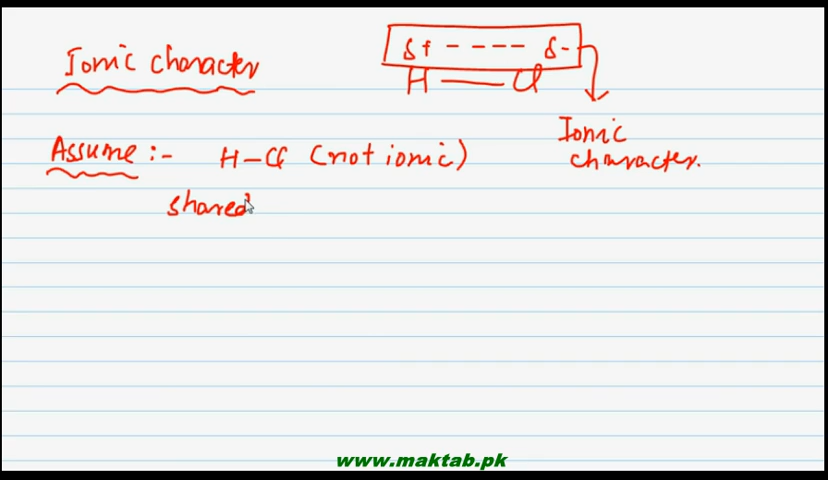 Ionic character
δ+ ---- δ-
H — Cl
Ionic
character.
Assume :- H-Cl (not ionic)
shared
www.maktab.pk